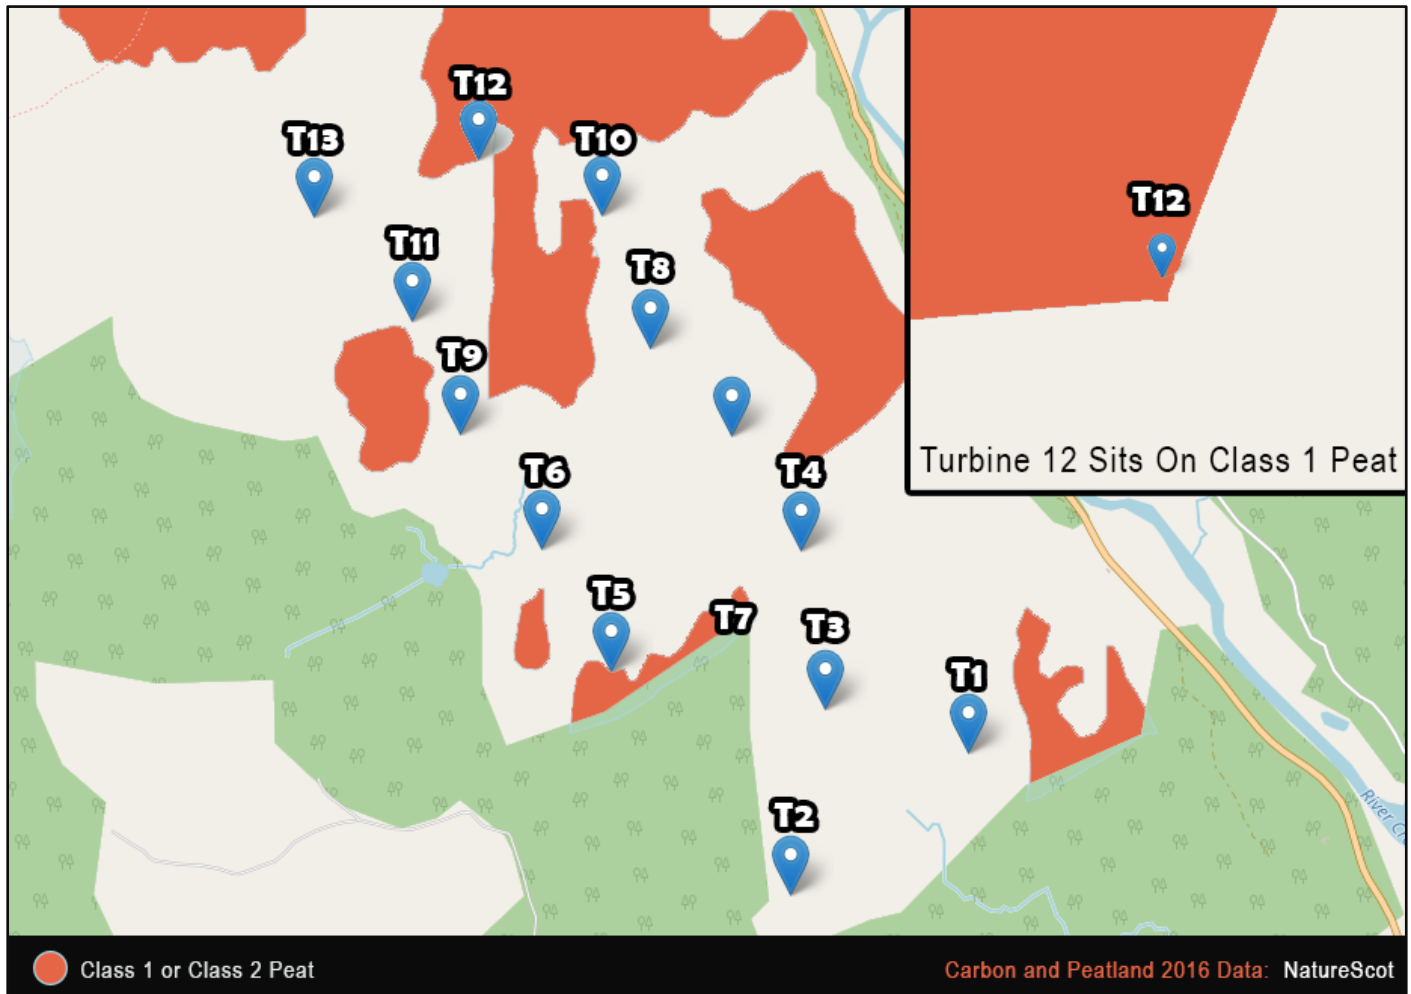 T12
T13
T10
T12
T11
T8
T9
T6
T4
Turbine 12 Sits On Class 1 Peat
T5
T7
T3
T1
T2
River
Class 1 or Class 2 Peat
Carbon and Peatland 2016 Data: NatureScot